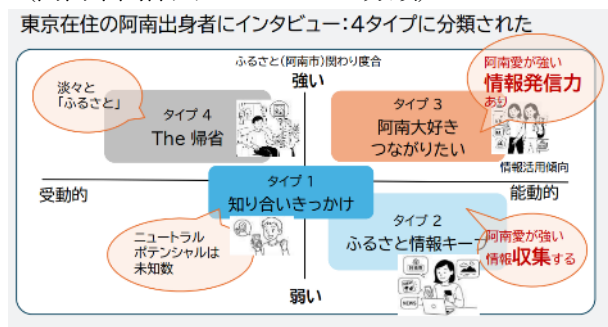 東京在住の阿南出身者にインタビュー：4タイプに分類された
ふるさと(阿南市)関わり度合
強い
淡々と
「ふるさと」
タイプ 4
The 帰省
タイプ 3
阿南大好き
つながりたい
阿南愛が強い
情報発信力
あり
情報活用傾向
受動的
能動的
タイプ 1
知り合いきっかけ
ニュートラル
ポテンシャルは
未知数
タイプ 2
ふるさと情報キー
阿南愛が強い
情報収集する
弱い